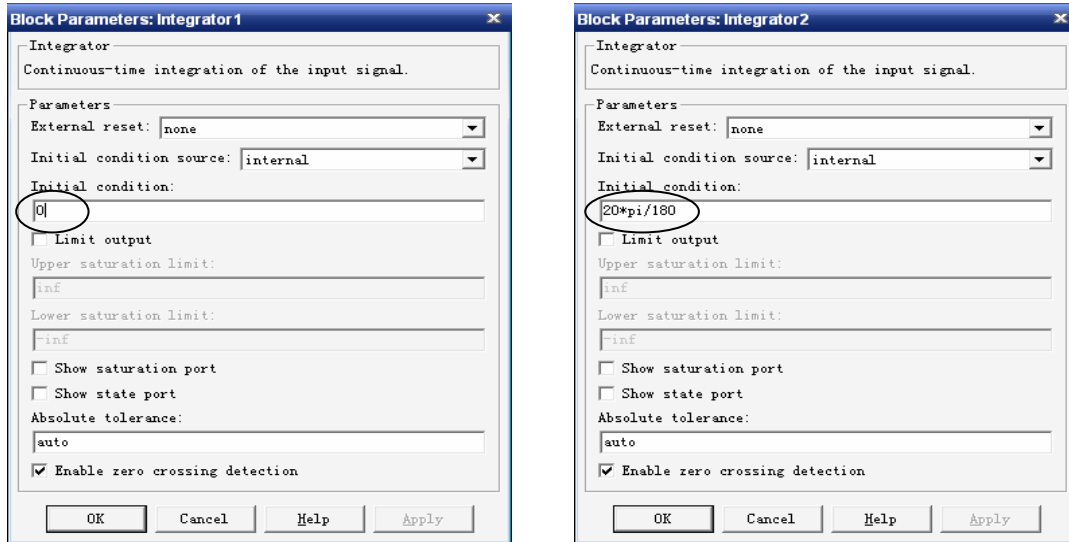 Block Parameters: Integrator1
Integrator
Continuous-time integration of the input signal.
Parameters
External reset: none
Initial condition source: internal
Initial condition:
0
Limit output
Upper saturation limit:
inf
Lower saturation limit:
-inf
Show saturation port
Show state port
Absolute tolerance:
auto
Enable zero crossing detection
OK Cancel Help Apply
Block Parameters: Integrator2
Integrator
Continuous-time integration of the input signal.
Parameters
External reset: none
Initial condition source: internal
Initial condition:
20*pi/180
Limit output
Upper saturation limit:
inf
Lower saturation limit:
-inf
Show saturation port
Show state port
Absolute tolerance:
auto
Enable zero crossing detection
OK Cancel Help Apply